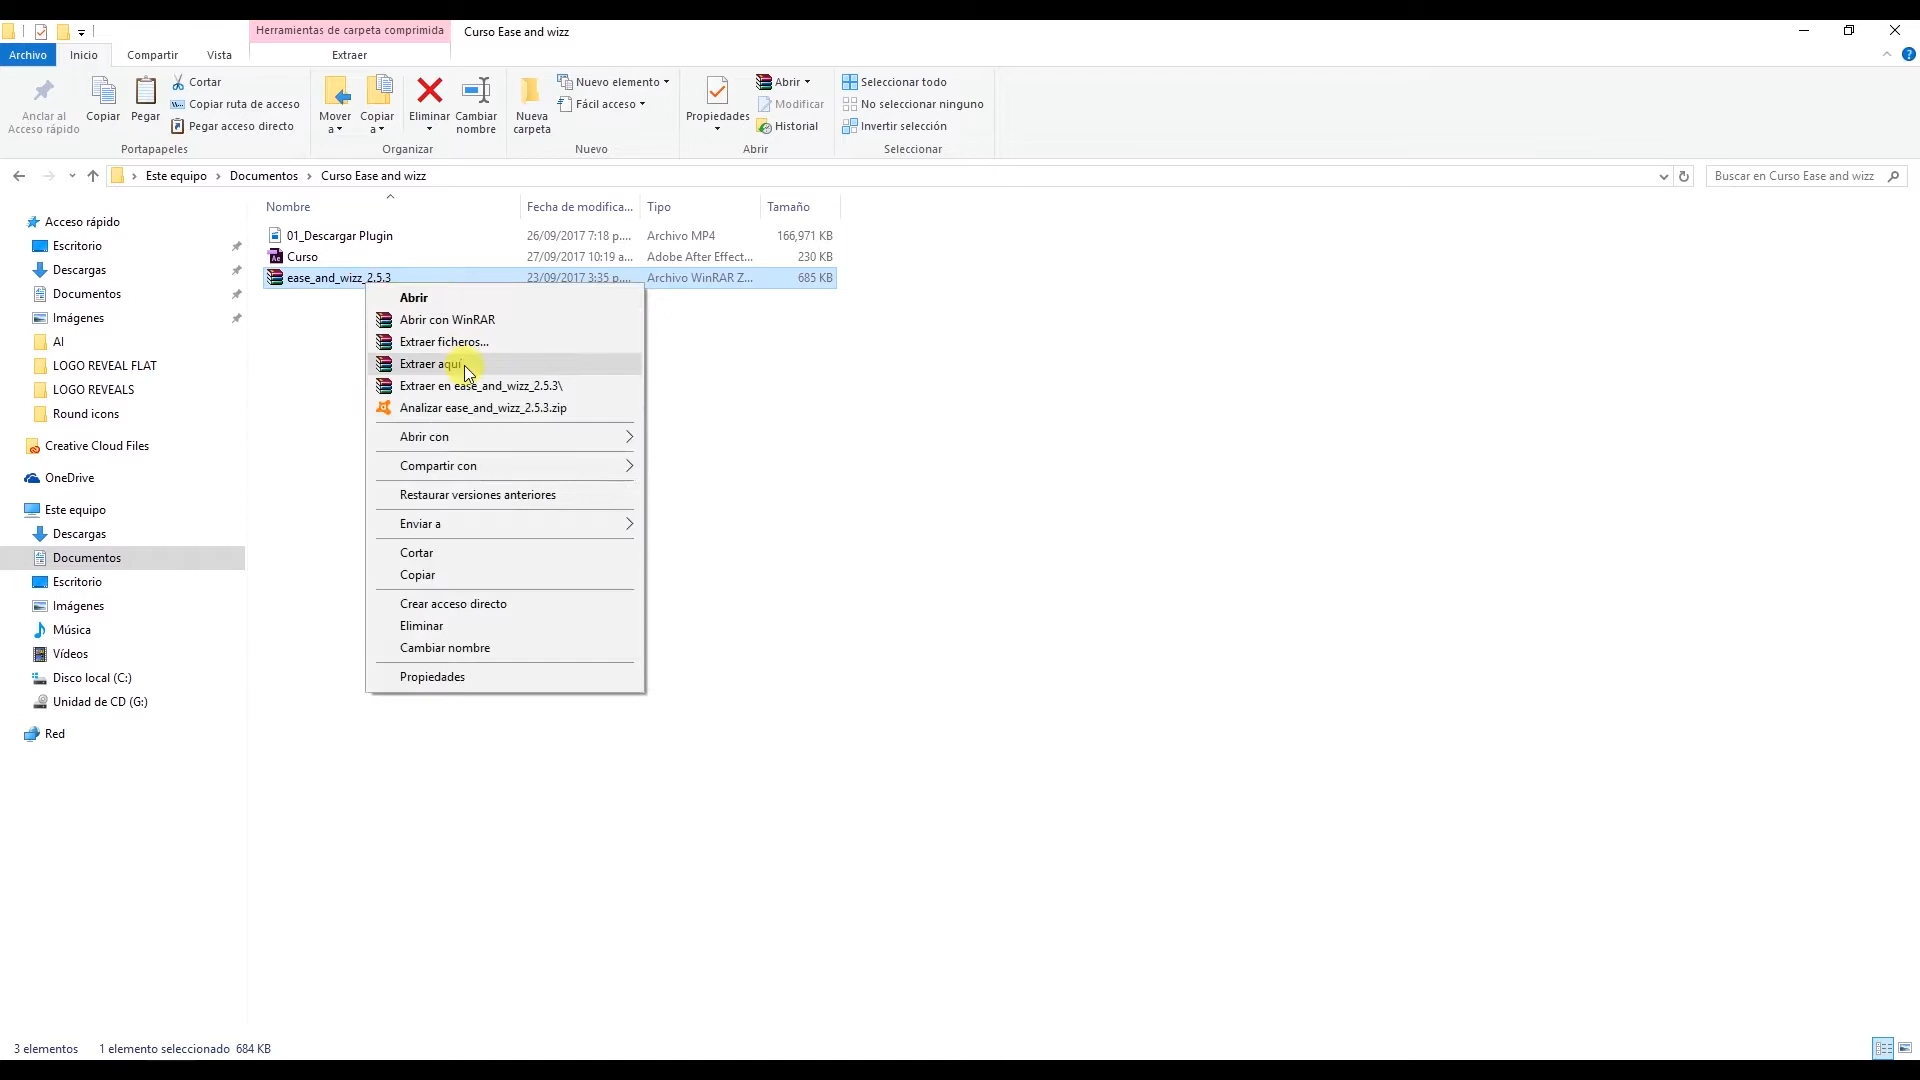 Herramientas de carpeta comprimida
Curso Ease and wizz
Archivo
Inicio
Compartir
Vista
Extraer
Anclar al
Acceso rápido
Copiar
Pegar
Cortar
Copiar ruta de acceso
Pegar acceso directo
Portapapeles
Mover
a
Copiar
a
Eliminar
Cambiar
nombre
Organizar
Nueva
carpeta
Nuevo elemento
Fácil acceso
Nuevo
Propiedades
Abrir
Modificar
Historial
Abrir
Seleccionar todo
No seleccionar ninguno
Invertir selección
Seleccionar
Este equipo
Documentos
Curso Ease and wizz
Buscar en Curso Ease and wizz
Acceso rápido
Escritorio
Descargas
Documentos
Imágenes
AI
LOGO REVEAL FLAT
LOGO REVEALS
Round icons
Creative Cloud Files
OneDrive
Este equipo
Descargas
Documentos
Escritorio
Imágenes
Música
Vídeos
Disco local (C:)
Unidad de CD (G:)
Red
Nombre Fecha de modifica... Tipo Tamaño
01_Descargar Plugin 26/09/2017 7:18 p.... Archivo MP4 166,971 KB
Curso 27/09/2017 10:19 a... Adobe After Effect... 230 KB
ease_and_wizz_2.5.3 23/09/2017 3:35 p.... Archivo WinRAR Z... 685 KB
Abrir
Abrir con WinRAR
Extraer ficheros...
Extraer aquí
Extraer en ease_and_wizz_2.5.3\
Analizar ease_and_wizz_2.5.3.zip
Abrir con
Compartir con
Restaurar versiones anteriores
Enviar a
Cortar
Copiar
Crear acceso directo
Eliminar
Cambiar nombre
Propiedades
3 elementos 1 elemento seleccionado 684 KB